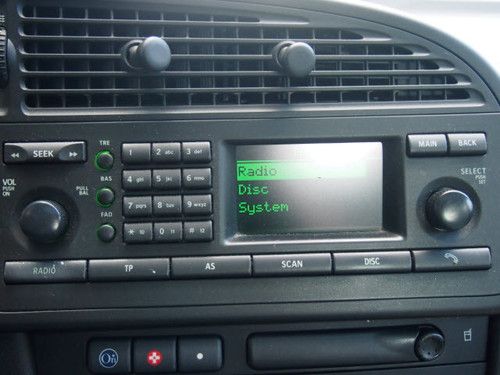 SEEK
TRE
1
2 abc
3 def
MAIN
BACK
VOL
PUSH
ON
PULL
BAL
BAS
4 ghi
5 jkl
6 mno
Radio
SELECT
PUSH
SET
7 pqrs
8 tuv
9 wxyz
Disc
FAD
* 10
0 11
# 12
System
RADIO
TP
AS
SCAN
DISC
On